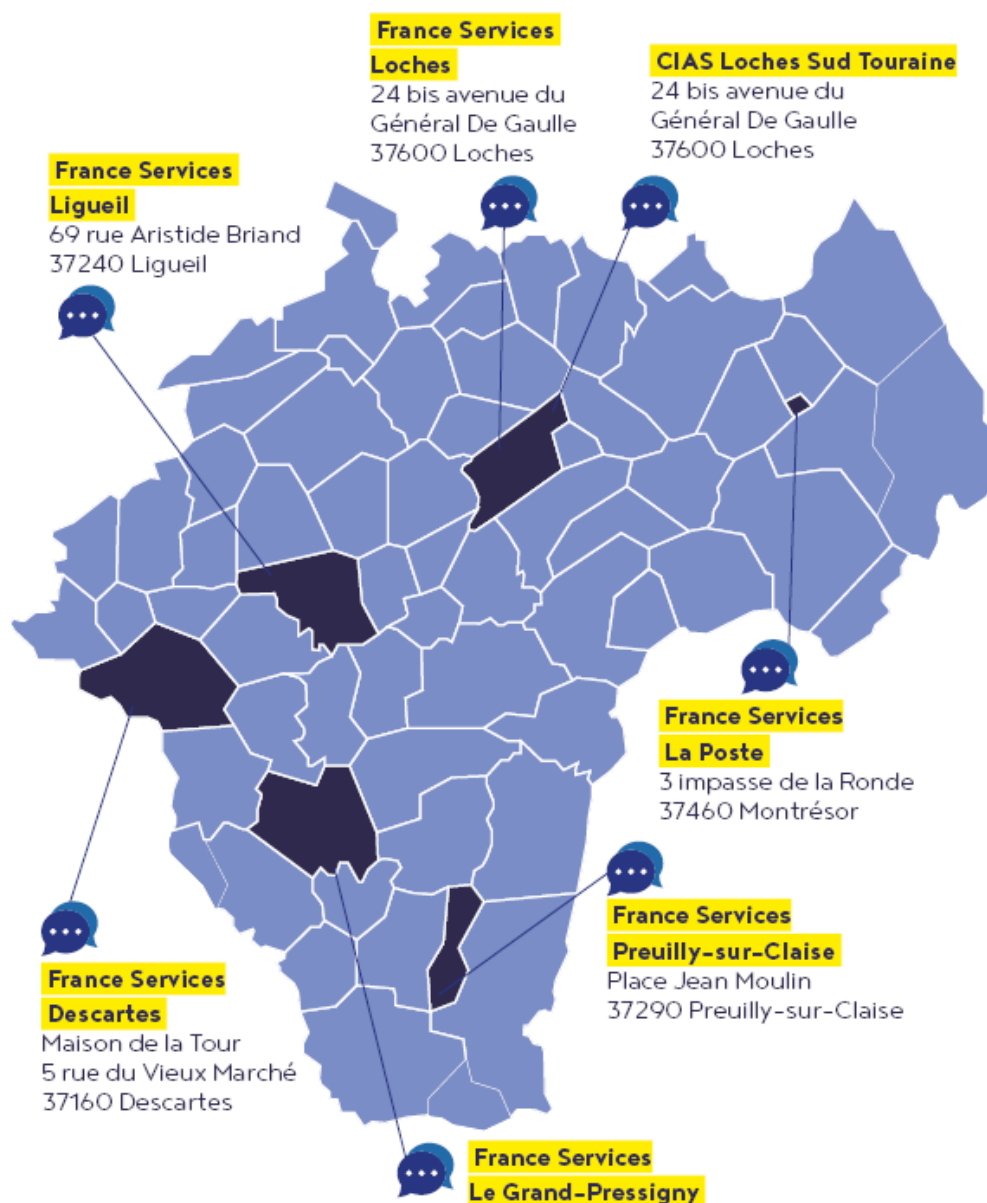 France Services
Loches
24 bis avenue du
Général De Gaulle
37600 Loches
CIAS Loches Sud Touraine
24 bis avenue du
Général De Gaulle
37600 Loches
France Services
Ligueil
69 rue Aristide Briand
37240 Ligueil
France Services
La Poste
3 impasse de la Ronde
37460 Montrésor
France Services
Preuilly-sur-Claise
Place Jean Moulin
37290 Preuilly-sur-Claise
France Services
Descartes
Maison de la Tour
5 rue du Vieux Marché
37160 Descartes
France Services
Le Grand-Pressigny